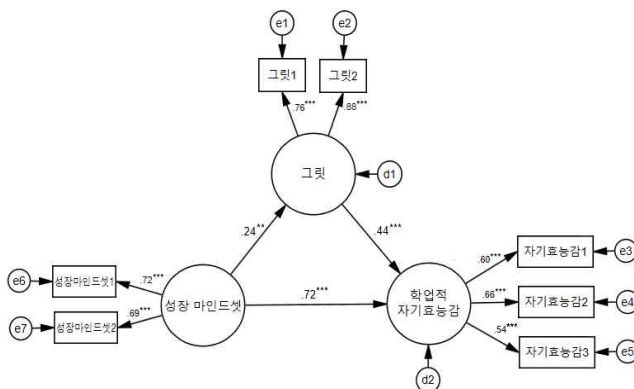 e1
e2
그릿1
그릿2
.76***
.88***
그릿
d1
.24**
.44***
e6
성장마인드셋1
.72***
e7
성장마인드셋2
.69***
성장 마인드셋
.72***
학업적
자기효능감
d2
.60***
자기효능감1
e3
.66***
자기효능감2
e4
.54***
자기효능감3
e5